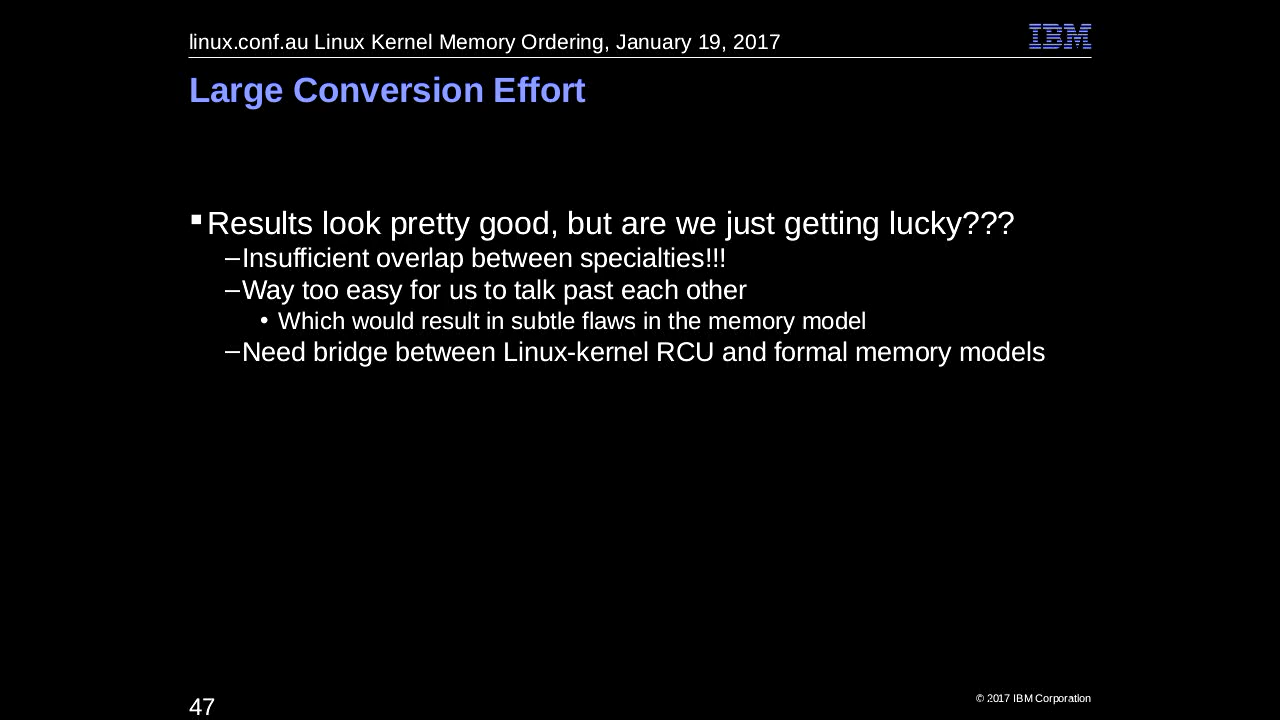 linux.conf.au Linux Kernel Memory Ordering, January 19, 2017
IBM
Large Conversion Effort
▪Results look pretty good, but are we just getting lucky???
–Insufficient overlap between specialties!!!
–Way too easy for us to talk past each other
• Which would result in subtle flaws in the memory model
–Need bridge between Linux-kernel RCU and formal memory models
47
© 2017 IBM Corporation